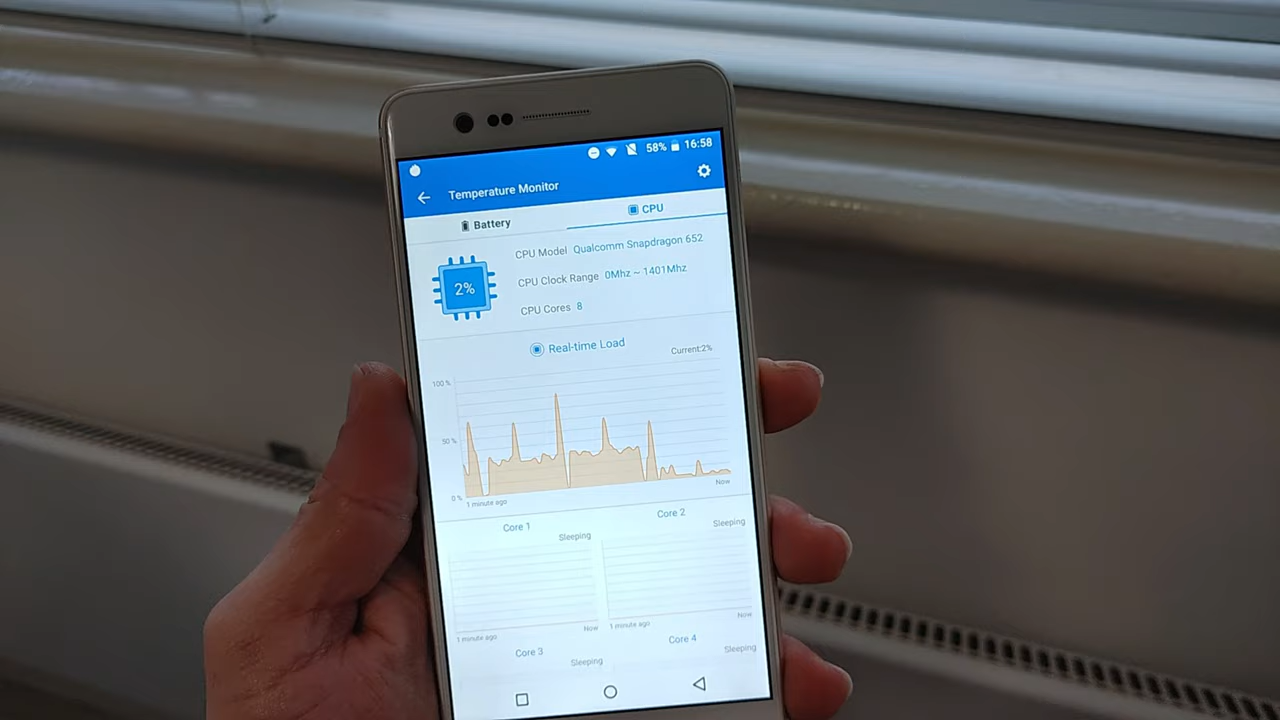 58% 16:58
Temperature Monitor
Battery CPU
CPU Model Qualcomm Snapdragon 652
CPU Clock Range 0Mhz ~ 1401Mhz
CPU Cores 8
2%
Real-time Load
Current:2%
100 %
50 %
0 %
1 minute ago Now
Core 1 Core 2
Sleeping Sleeping
1 minute ago Now 1 minute ago Now
Core 3 Core 4
Sleeping Sleeping